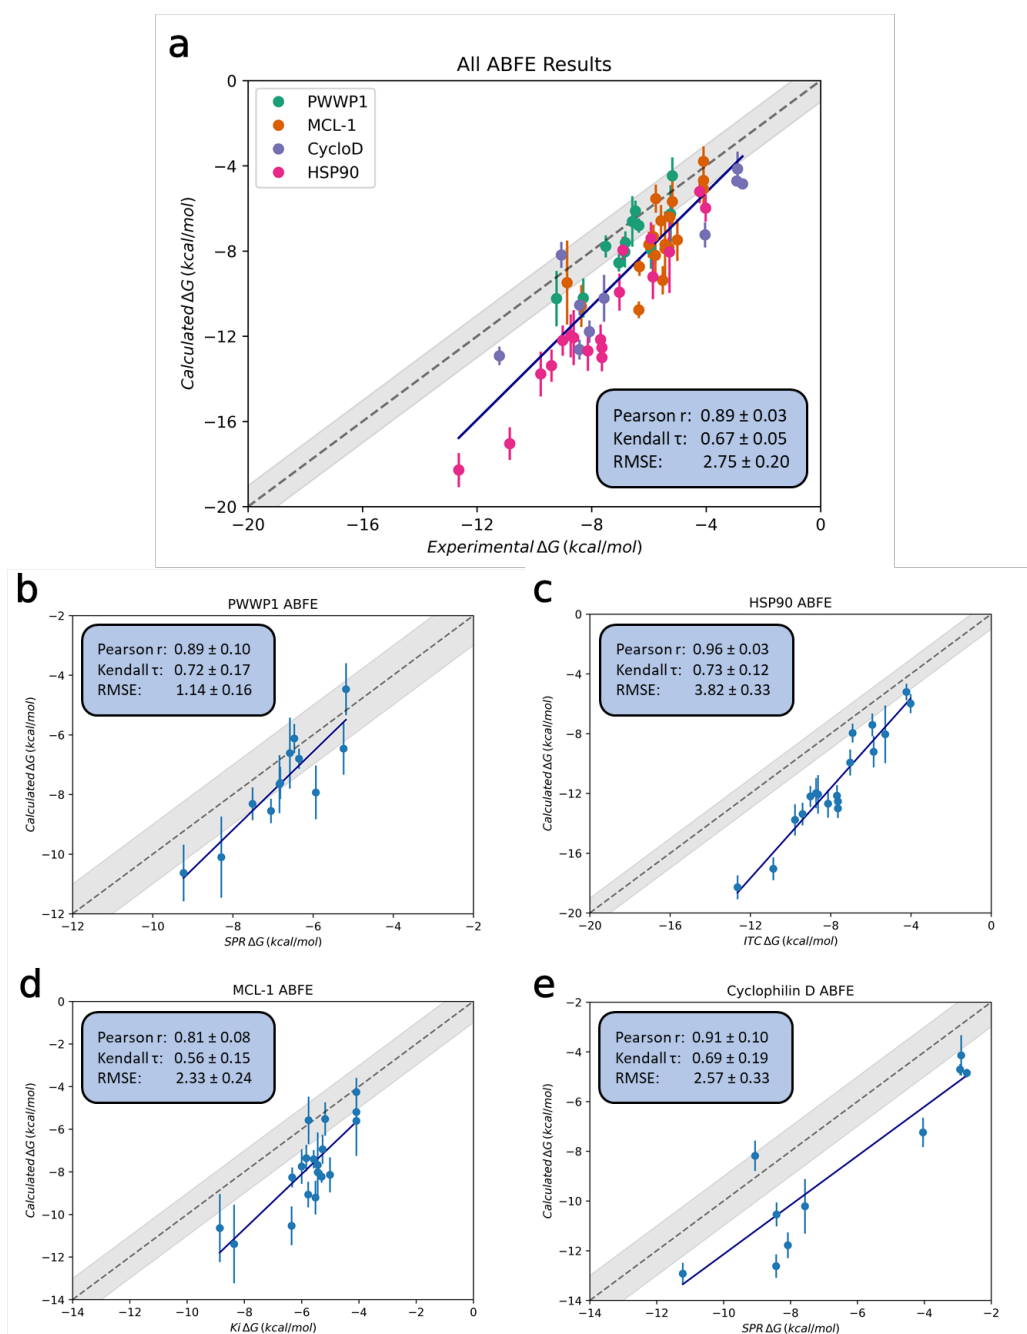 a
All ABFE Results
0
−4
−8
−12
−16
−20
Calculated ΔG (kcal/mol)
PWWP1
MCL-1
CycloD
HSP90
Pearson r: 0.89 ± 0.03
Kendall τ: 0.67 ± 0.05
RMSE: 2.75 ± 0.20
−20 −16 −12 −8 −4 0
Experimental ΔG (kcal/mol)
b
PWWP1 ABFE
−2
−4
−6
−8
−10
−12
Calculated ΔG (kcal/mol)
Pearson r: 0.89 ± 0.10
Kendall τ: 0.72 ± 0.17
RMSE: 1.14 ± 0.16
−12 −10 −8 −6 −4 −2
SPR ΔG (kcal/mol)
c
HSP90 ABFE
0
−4
−8
−12
−16
−20
Calculated ΔG (kcal/mol)
Pearson r: 0.96 ± 0.03
Kendall τ: 0.73 ± 0.12
RMSE: 3.82 ± 0.33
−20 −16 −12 −8 −4 0
ITC ΔG (kcal/mol)
d
MCL-1 ABFE
0
−2
−4
−6
−8
−10
−12
−14
Calculated ΔG (kcal/mol)
Pearson r: 0.81 ± 0.08
Kendall τ: 0.56 ± 0.15
RMSE: 2.33 ± 0.24
−14 −12 −10 −8 −6 −4 −2 0
Ki ΔG (kcal/mol)
e
Cyclophilin D ABFE
−2
−4
−6
−8
−10
−12
−14
Calculated ΔG (kcal/mol)
Pearson r: 0.91 ± 0.10
Kendall τ: 0.69 ± 0.19
RMSE: 2.57 ± 0.33
−14 −12 −10 −8 −6 −4 −2
SPR ΔG (kcal/mol)